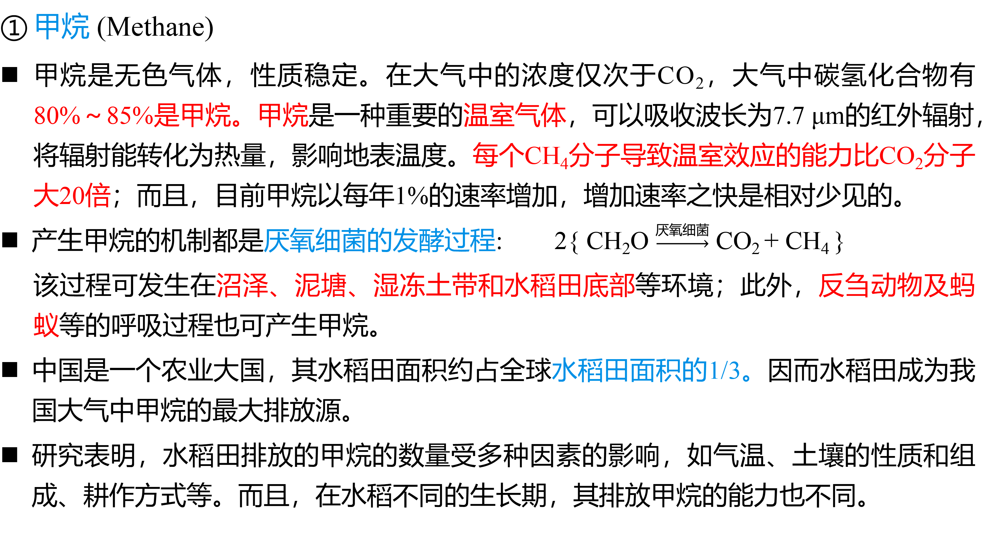 ① 甲烷 (Methane)
■ 甲烷是无色气体，性质稳定。在大气中的浓度仅次于CO₂，大气中碳氢化合物有
80%～85%是甲烷。甲烷是一种重要的温室气体，可以吸收波长为7.7 μm的红外辐射，
将辐射能转化为热量，影响地表温度。每个CH₄分子导致温室效应的能力比CO₂分子
大20倍；而且，目前甲烷以每年1%的速率增加，增加速率之快是相对少见的。
■ 产生甲烷的机制都是厌氧细菌的发酵过程: 2{ CH₂O 厌氧细菌⟶ CO₂ + CH₄ }
该过程可发生在沼泽、泥塘、湿冻土带和水稻田底部等环境；此外，反刍动物及蚂
蚁等的呼吸过程也可产生甲烷。
■ 中国是一个农业大国，其水稻田面积约占全球水稻田面积的1/3。因而水稻田成为我
国大气中甲烷的最大排放源。
■ 研究表明，水稻田排放的甲烷的数量受多种因素的影响，如气温、土壤的性质和组
成、耕作方式等。而且，在水稻不同的生长期，其排放甲烷的能力也不同。